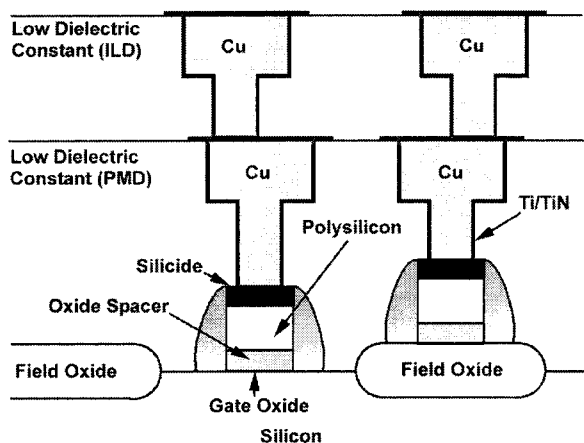 Low Dielectric
Constant (ILD)
Cu
Cu
Low Dielectric
Constant (PMD)
Cu
Cu
Ti/TiN
Polysilicon
Silicide
Oxide Spacer
Field Oxide
Field Oxide
Gate Oxide
Silicon